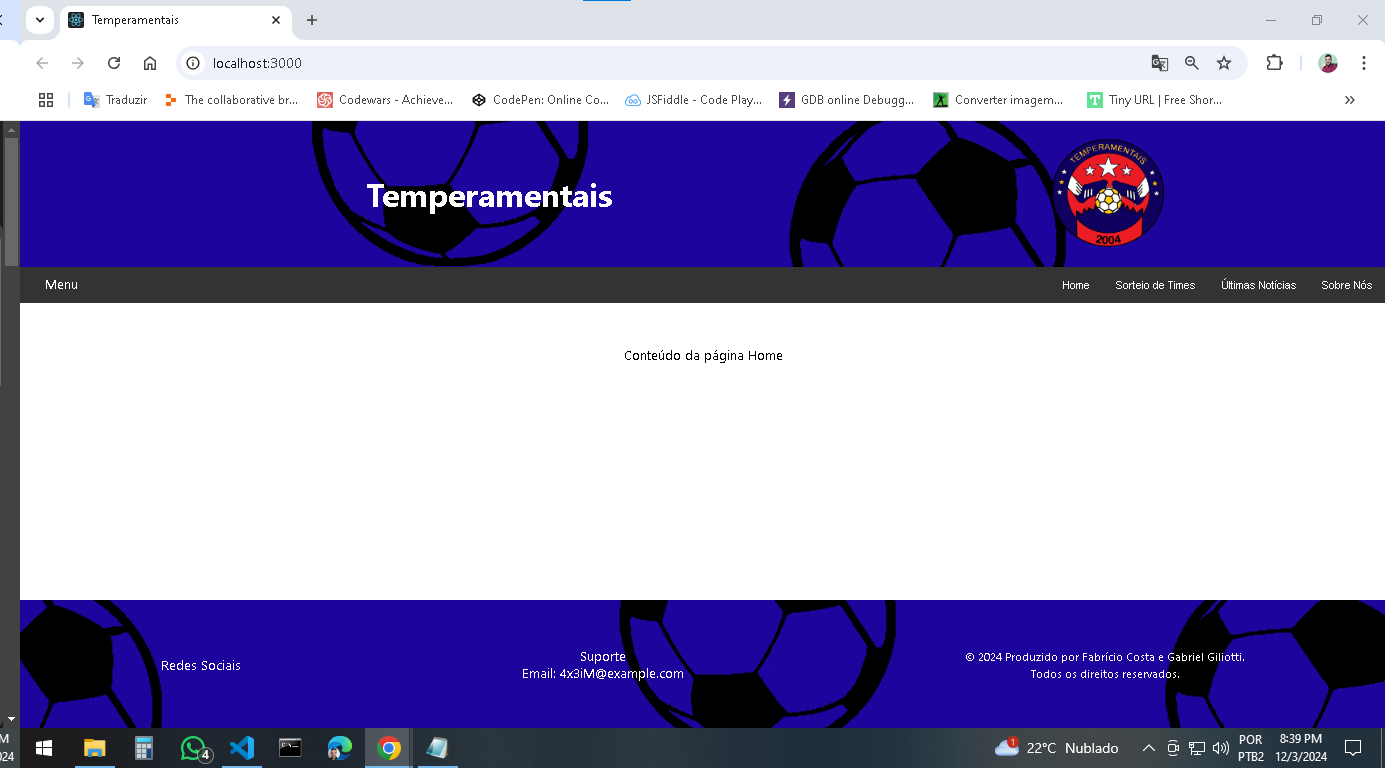 Temperamentais
localhost:3000
Traduzir
The collaborative br...
Codewars - Achieve...
CodePen: Online Co...
JSFiddle - Code Play...
GDB online Debugg...
Converter imagem...
Tiny URL | Free Shor...
Temperamentais
TEMPERAMENTAIS
2004
Menu
Home
Sorteio de Times
Últimas Notícias
Sobre Nós
Conteúdo da página Home
Redes Sociais
Suporte
Email: 4x3iM@example.com
© 2024 Produzido por Fabrício Costa e Gabriel Giliotti.
Todos os direitos reservados.
M
024
4
1
22°C Nublado
POR
PTB2
8:39 PM
12/3/2024